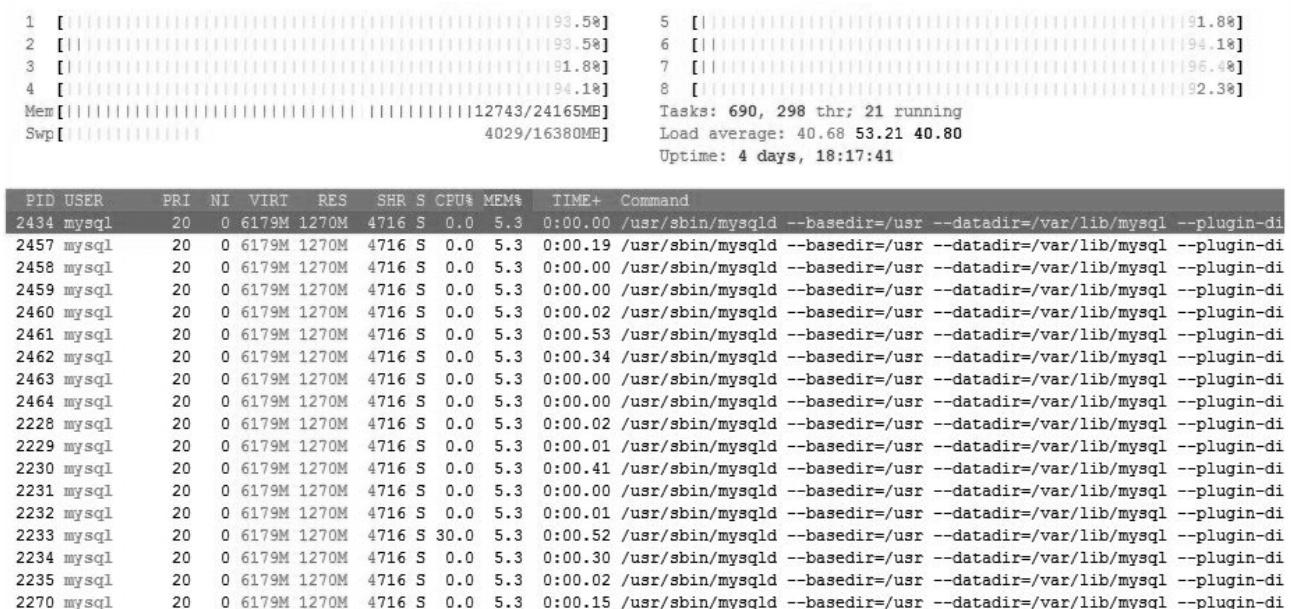 1 [||||||||||||||||||||||||||||||||||||||||||93.5%]
2 [||||||||||||||||||||||||||||||||||||||||||93.5%]
3 [||||||||||||||||||||||||||||||||||||||||||91.8%]
4 [||||||||||||||||||||||||||||||||||||||||||94.1%]
Mem[||||||||||||||||||||||||||||||||||||12743/24165MB]
Swp[|||||||||||| 4029/16380MB]
5 [||||||||||||||||||||||||||||||||||||||||||91.8%]
6 [||||||||||||||||||||||||||||||||||||||||||94.1%]
7 [||||||||||||||||||||||||||||||||||||||||||96.4%]
8 [||||||||||||||||||||||||||||||||||||||||||92.3%]
Tasks: 690, 298 thr; 21 running
Load average: 40.68 53.21 40.80
Uptime: 4 days, 18:17:41
PID USER PRI NI VIRT RES SHR S CPU% MEM% TIME+ Command
2434 mysql 20 0 6179M 1270M 4716 S 0.0 5.3 0:00.00 /usr/sbin/mysqld --basedir=/usr --datadir=/var/lib/mysql --plugin-di
2457 mysql 20 0 6179M 1270M 4716 S 0.0 5.3 0:00.19 /usr/sbin/mysqld --basedir=/usr --datadir=/var/lib/mysql --plugin-di
2458 mysql 20 0 6179M 1270M 4716 S 0.0 5.3 0:00.00 /usr/sbin/mysqld --basedir=/usr --datadir=/var/lib/mysql --plugin-di
2459 mysql 20 0 6179M 1270M 4716 S 0.0 5.3 0:00.00 /usr/sbin/mysqld --basedir=/usr --datadir=/var/lib/mysql --plugin-di
2460 mysql 20 0 6179M 1270M 4716 S 0.0 5.3 0:00.02 /usr/sbin/mysqld --basedir=/usr --datadir=/var/lib/mysql --plugin-di
2461 mysql 20 0 6179M 1270M 4716 S 0.0 5.3 0:00.53 /usr/sbin/mysqld --basedir=/usr --datadir=/var/lib/mysql --plugin-di
2462 mysql 20 0 6179M 1270M 4716 S 0.0 5.3 0:00.34 /usr/sbin/mysqld --basedir=/usr --datadir=/var/lib/mysql --plugin-di
2463 mysql 20 0 6179M 1270M 4716 S 0.0 5.3 0:00.00 /usr/sbin/mysqld --basedir=/usr --datadir=/var/lib/mysql --plugin-di
2464 mysql 20 0 6179M 1270M 4716 S 0.0 5.3 0:00.00 /usr/sbin/mysqld --basedir=/usr --datadir=/var/lib/mysql --plugin-di
2228 mysql 20 0 6179M 1270M 4716 S 0.0 5.3 0:00.02 /usr/sbin/mysqld --basedir=/usr --datadir=/var/lib/mysql --plugin-di
2229 mysql 20 0 6179M 1270M 4716 S 0.0 5.3 0:00.01 /usr/sbin/mysqld --basedir=/usr --datadir=/var/lib/mysql --plugin-di
2230 mysql 20 0 6179M 1270M 4716 S 0.0 5.3 0:00.41 /usr/sbin/mysqld --basedir=/usr --datadir=/var/lib/mysql --plugin-di
2231 mysql 20 0 6179M 1270M 4716 S 0.0 5.3 0:00.00 /usr/sbin/mysqld --basedir=/usr --datadir=/var/lib/mysql --plugin-di
2232 mysql 20 0 6179M 1270M 4716 S 0.0 5.3 0:00.01 /usr/sbin/mysqld --basedir=/usr --datadir=/var/lib/mysql --plugin-di
2233 mysql 20 0 6179M 1270M 4716 S 30.0 5.3 0:00.52 /usr/sbin/mysqld --basedir=/usr --datadir=/var/lib/mysql --plugin-di
2234 mysql 20 0 6179M 1270M 4716 S 0.0 5.3 0:00.30 /usr/sbin/mysqld --basedir=/usr --datadir=/var/lib/mysql --plugin-di
2235 mysql 20 0 6179M 1270M 4716 S 0.0 5.3 0:00.02 /usr/sbin/mysqld --basedir=/usr --datadir=/var/lib/mysql --plugin-di
2270 mysql 20 0 6179M 1270M 4716 S 0.0 5.3 0:00.15 /usr/sbin/mysqld --basedir=/usr --datadir=/var/lib/mysql --plugin-di